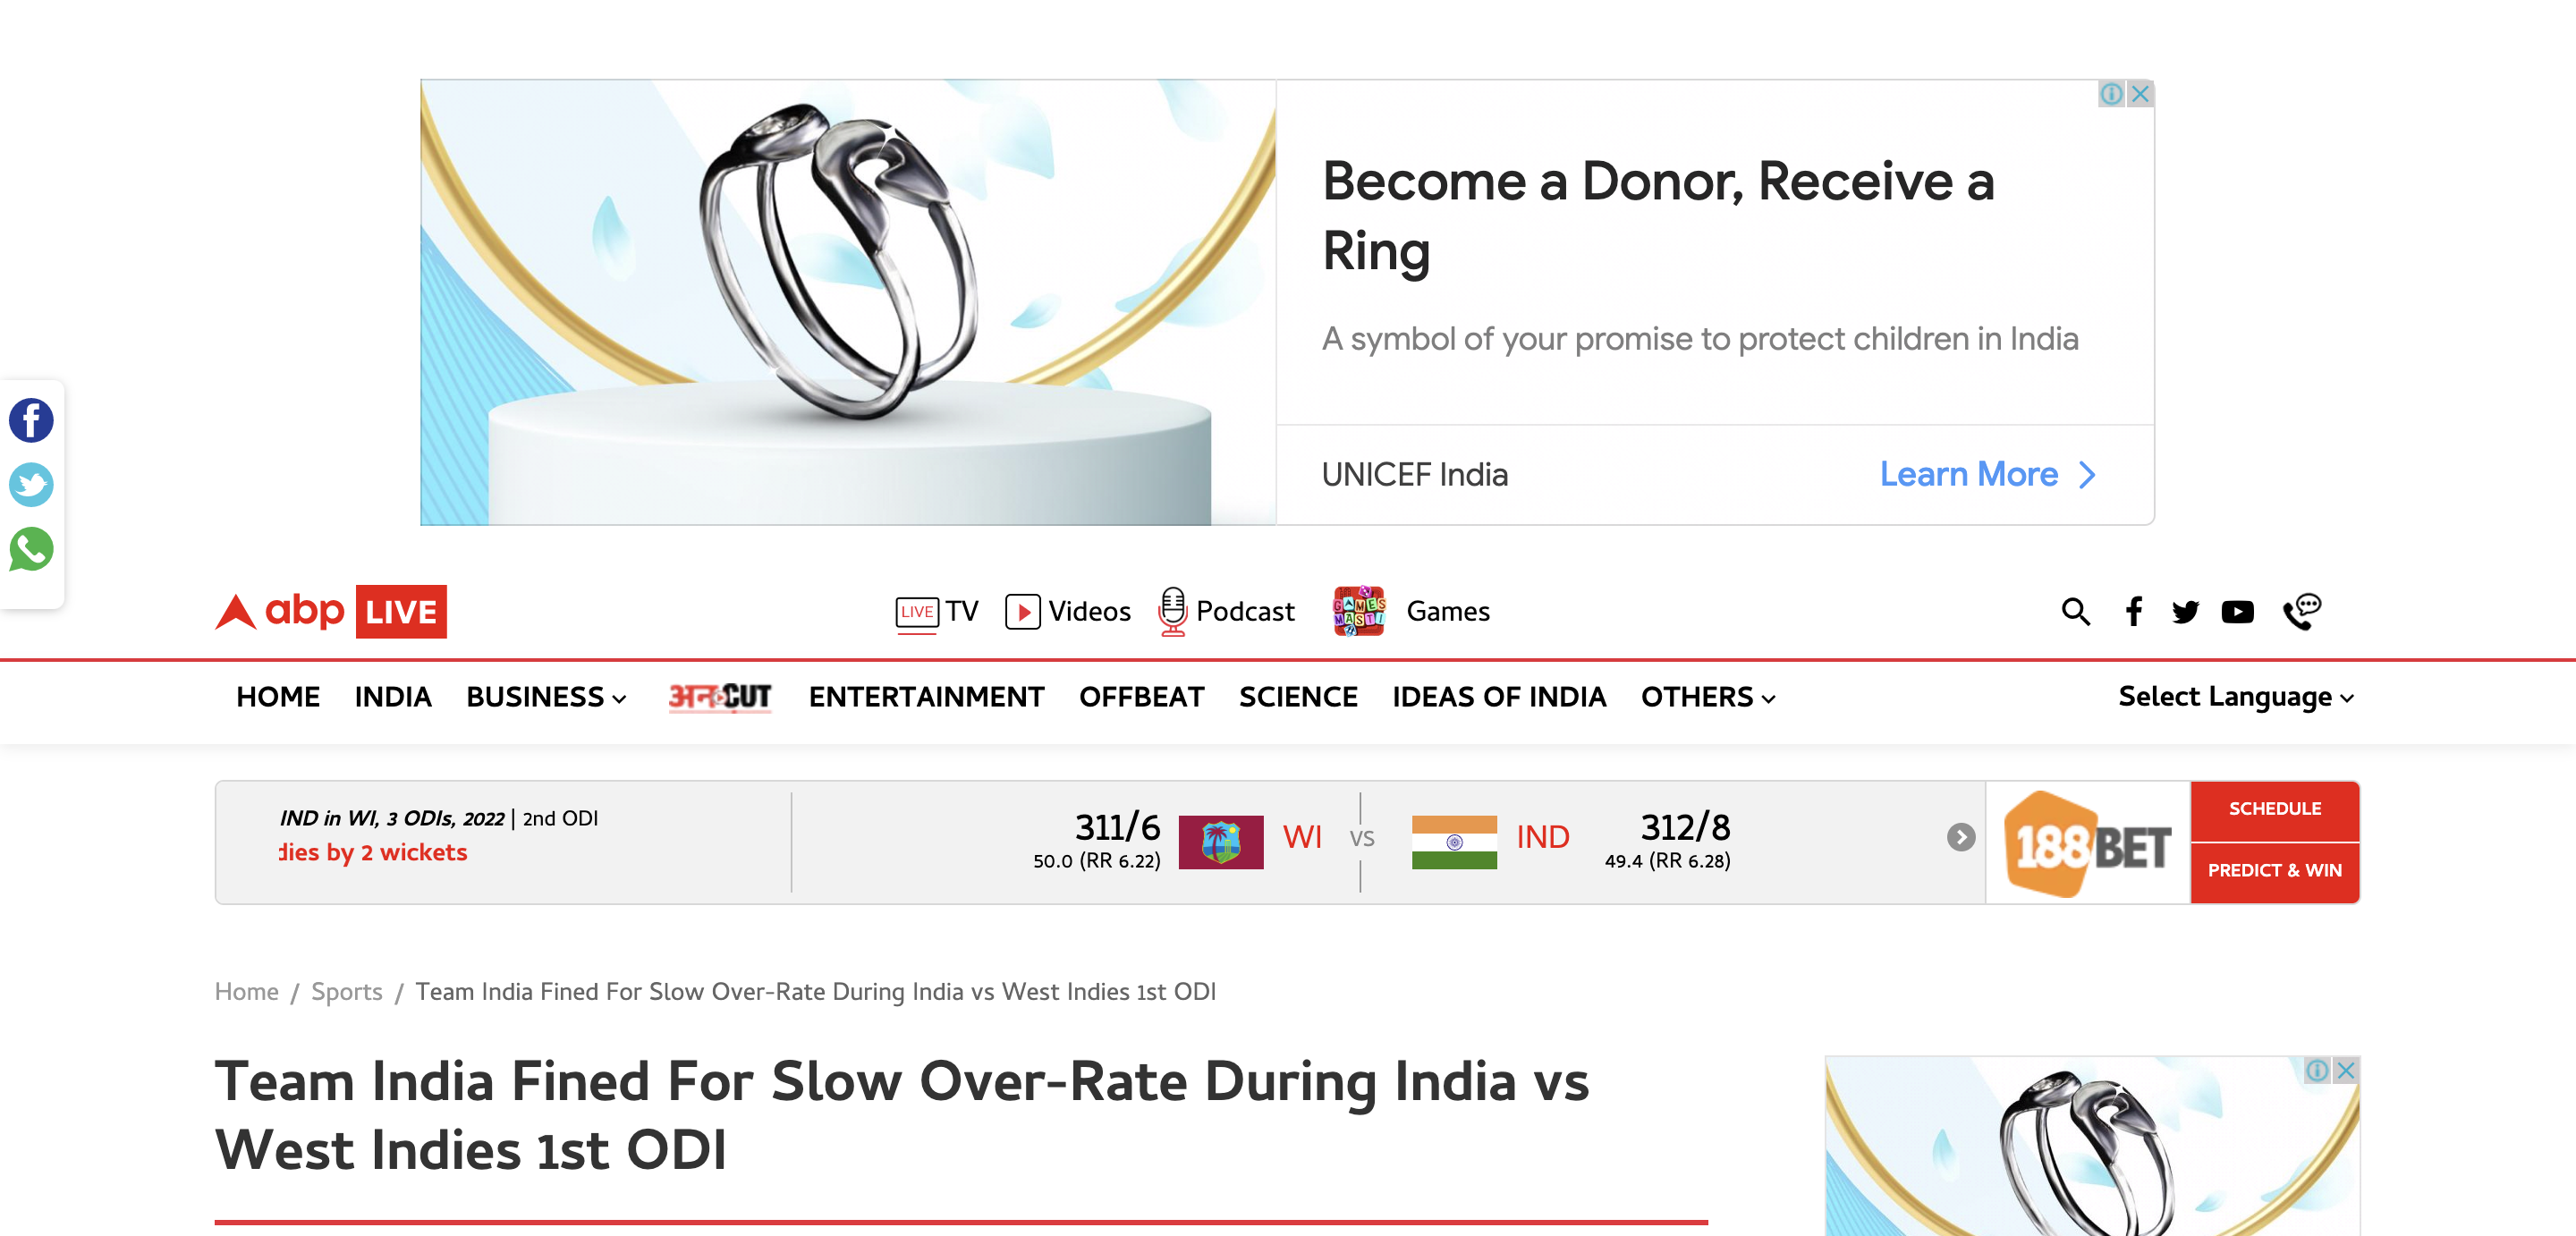 Become a Donor, Receive a
Ring
A symbol of your promise to protect children in India
UNICEF India
Learn More
abp LIVE
LIVE TV
Videos
Podcast
GAMES MASTI
Games
HOME
INDIA
BUSINESS
अनCUT
ENTERTAINMENT
OFFBEAT
SCIENCE
IDEAS OF INDIA
OTHERS
Select Language
IND in WI, 3 ODIs, 2022 | 2nd ODI
dies by 2 wickets
311/6
50.0 (RR 6.22)
WI
VS
IND
312/8
49.4 (RR 6.28)
188BET
SCHEDULE
PREDICT & WIN
Home / Sports / Team India Fined For Slow Over-Rate During India vs West Indies 1st ODI
Team India Fined For Slow Over-Rate During India vs
West Indies 1st ODI